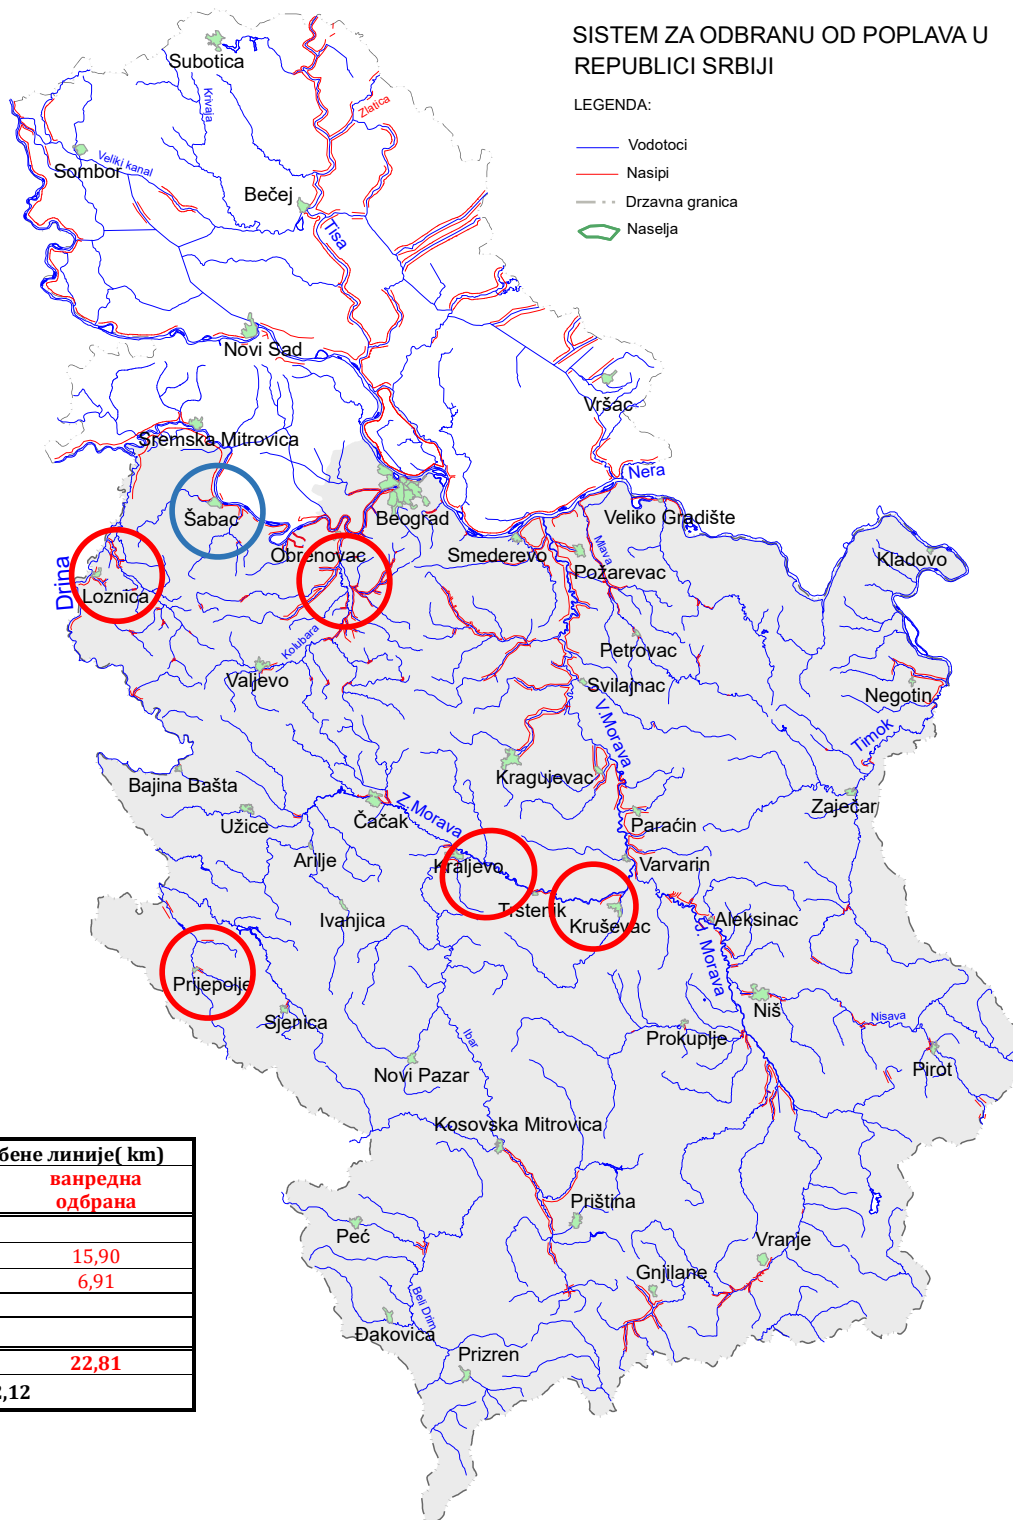 SISTEM ZA ODBRANU OD POPLAVA U
REPUBLICI SRBIJI
LEGENDA:
Vodotoci
Nasipi
Drzavna granica
Naselja
Subotica
Krivaja
Zlatica
Sombor
Veliki kanal
Bečej
Tisa
Novi Sad
Vršac
Sremska Mitrovica
Nera
Šabac
Beograd
Veliko Gradište
Obrenovac
Smederevo
Mlava
Požarevac
Kladovo
Drina
Loznica
Kolubara
Petrovac
Valjevo
Svilajnac
Negotin
V.Morava
Timok
Bajina Bašta
Kragujevac
Zaječar
Užice
Čačak
Z.Morava
Paraćin
Arilje
Kraljevo
Varvarin
Ivanjica
Trstenik
Kruševac
Aleksinac
J. Morava
Prijepolje
Sjenica
Niš
Ibar
Prokuplje
Nisava
Novi Pazar
Pirot
Kosovska Mitrovica
Priština
Peć
Vranje
Gnjilane
Beli Drim
Đakovica
Prizren
бене линије( km)
ванредна
одбрана
15,90
6,91
22,81
2,12